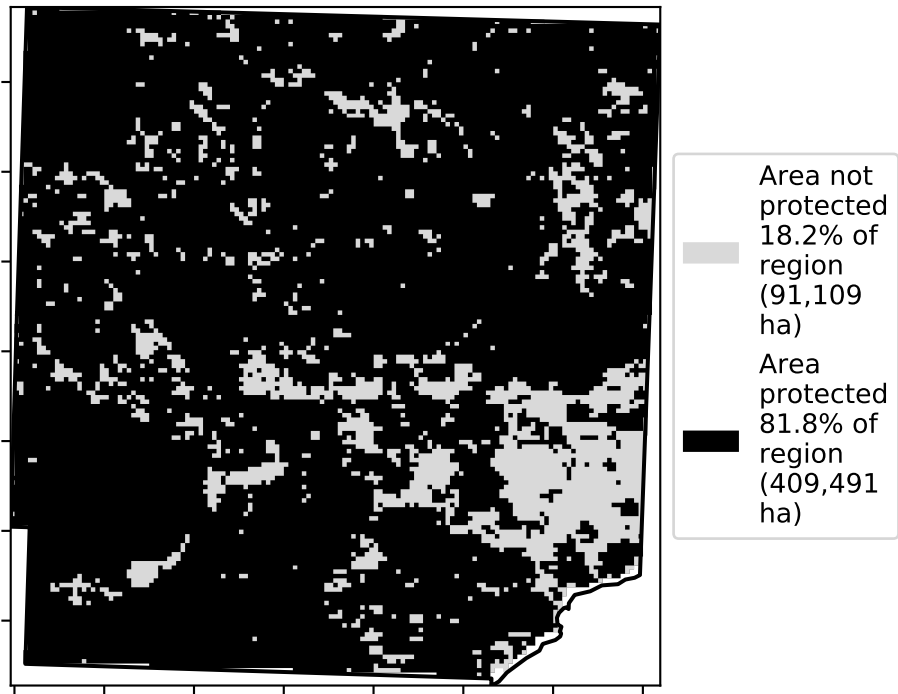 Area not
protected
18.2% of
region
(91,109
ha)
Area
protected
81.8% of
region
(409,491
ha)